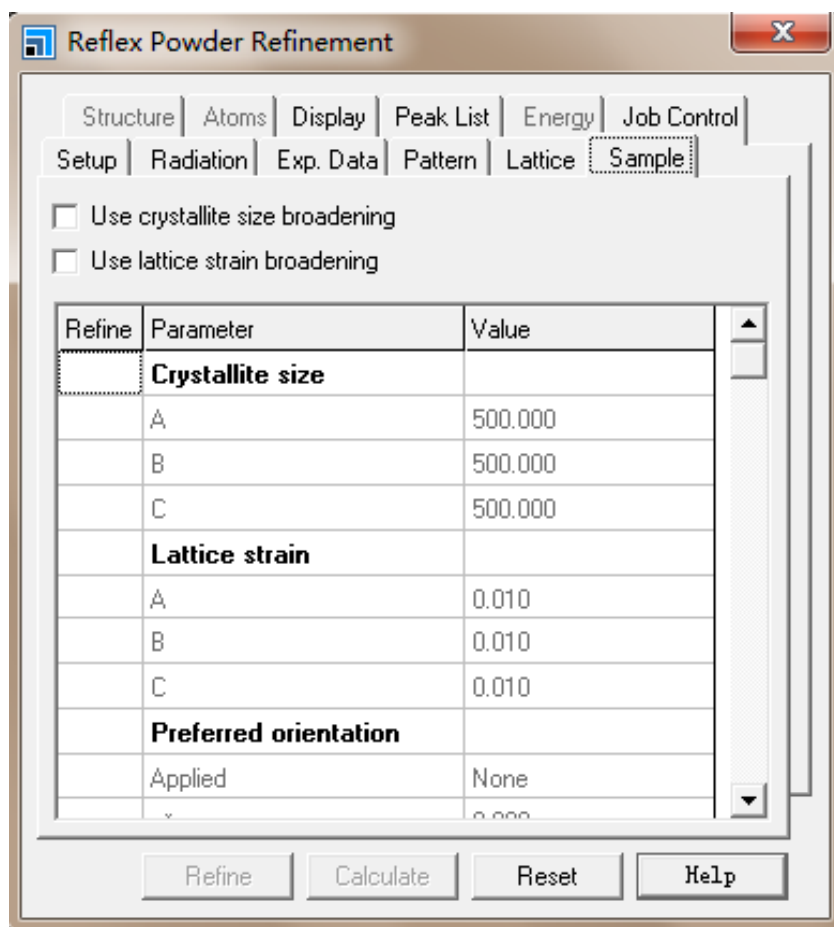 Reflex Powder Refinement
Structure Atoms Display Peak List Energy Job Control
Setup Radiation Exp. Data Pattern Lattice Sample
Use crystallite size broadening
Use lattice strain broadening
Refine Parameter Value
Crystallite size
A 500.000
B 500.000
C 500.000
Lattice strain
A 0.010
B 0.010
C 0.010
Preferred orientation
Applied None
Refine Calculate Reset Help